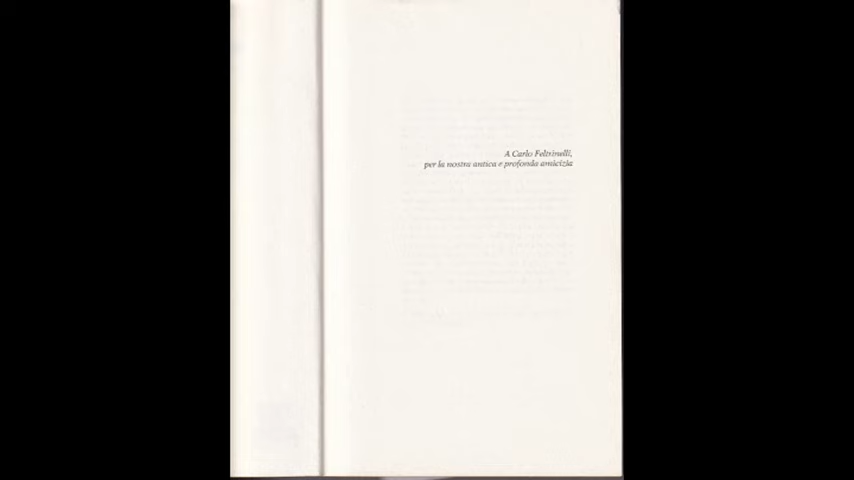 A Carlo Feltrinelli,
per la nostra antica e profonda amicizia